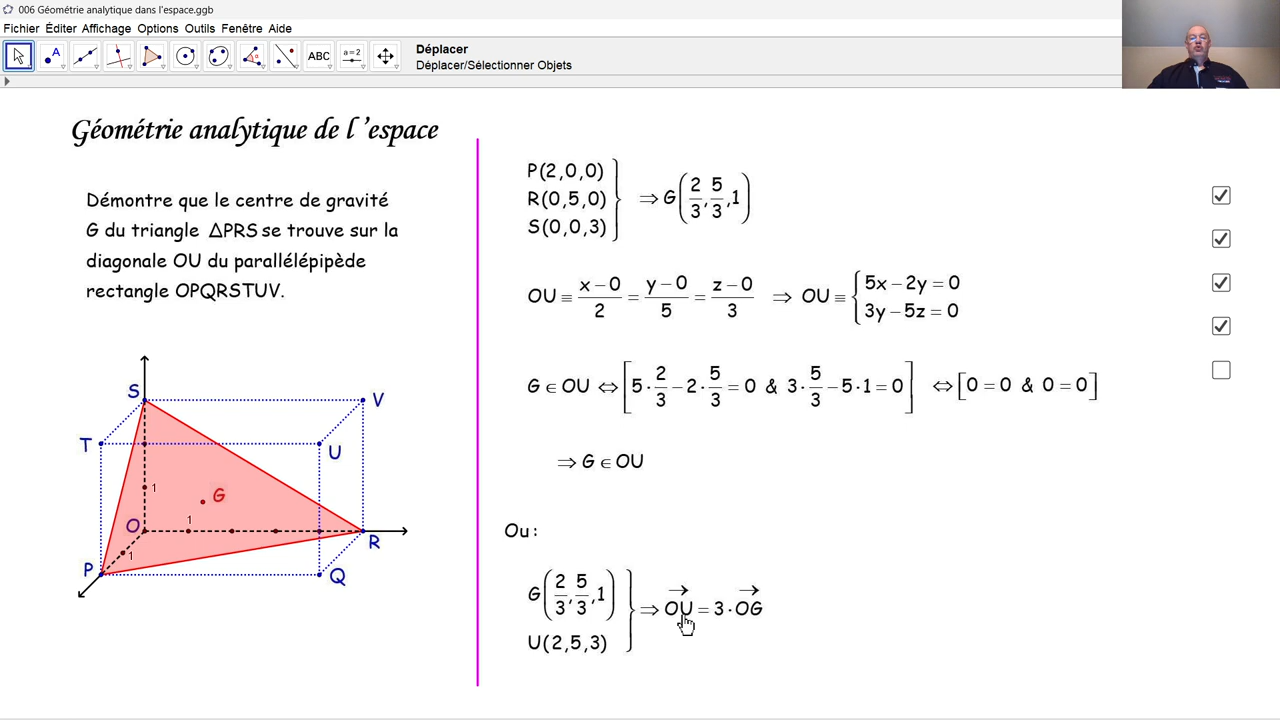 006 Géométrie analytique dans l'espace.ggb
Fichier Éditer Affichage Options Outils Fenêtre Aide
A
ABC
a=2
Déplacer
Déplacer/Sélectionner Objets
Géométrie analytique de l 'espace
Démontre que le centre de gravité
G du triangle ΔPRS se trouve sur la
diagonale OU du parallélépipède
rectangle OPQRSTUV.
S
V
T
U
1
G
O
1
R
1
P
Q
P(2,0,0)
R(0,5,0)
S(0,0,3)
⇒ G(2/3, 5/3, 1)
OU ≡ (x−0)/2 = (y−0)/5 = (z−0)/3 ⇒ OU ≡ { 5x−2y=0
3y−5z=0
G ∈ OU ⇔ [5·2/3 − 2·5/3 = 0 & 3·5/3 − 5·1 = 0] ⇔ [0=0 & 0=0]
⇒ G ∈ OU
Ou:
G(2/3, 5/3, 1)
U(2,5,3)
⇒ OU→ = 3·OG→